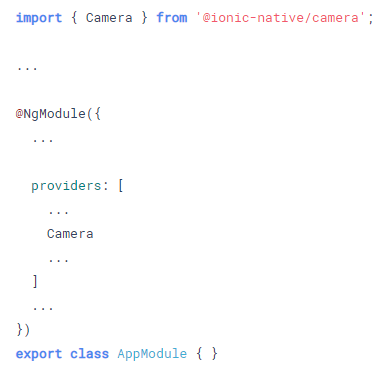 import { Camera } from '@ionic-native/camera';
...
@NgModule({
...
providers: [
...
Camera
...
]
...
})
export class AppModule { }